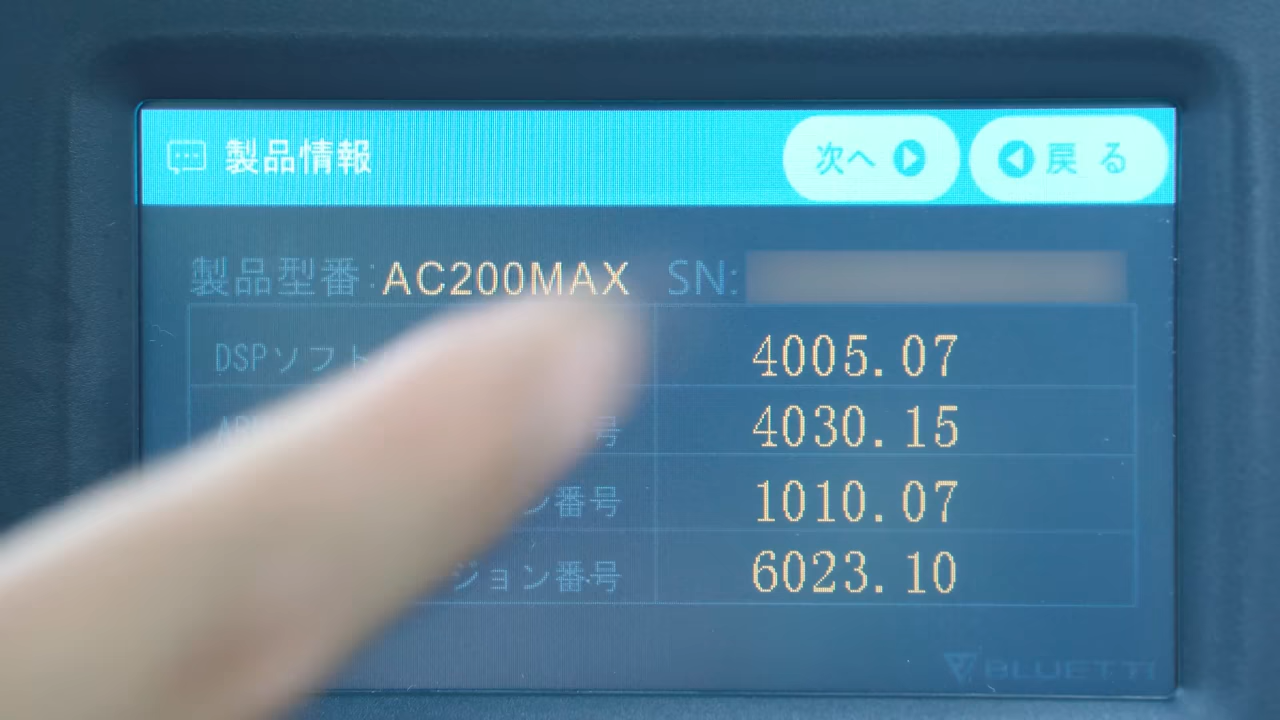 製品情報 次へ 戻る
製品型番:AC200MAX SN:
DSPソフト 4005.07
号 4030.15
ン番号 1010.07
ジョン番号 6023.10
BLUETTI